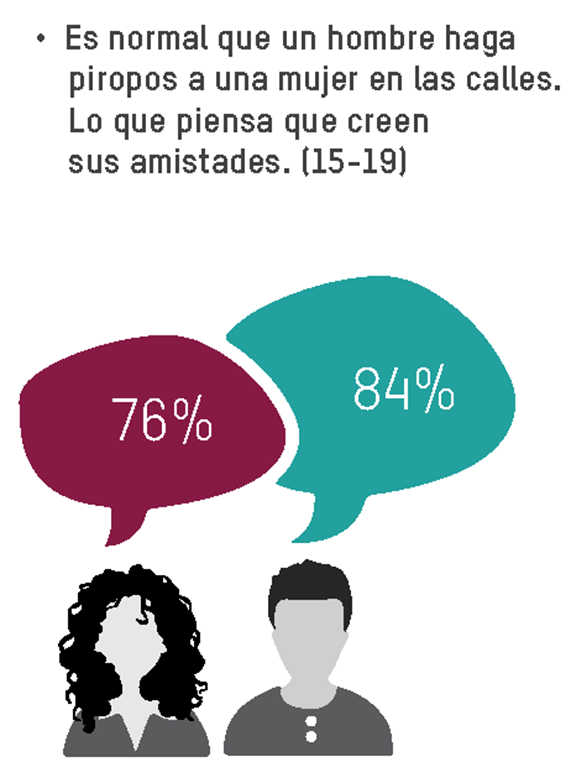 • Es normal que un hombre haga
piropos a una mujer en las calles.
Lo que piensa que creen
sus amistades. (15-19)
76%
84%